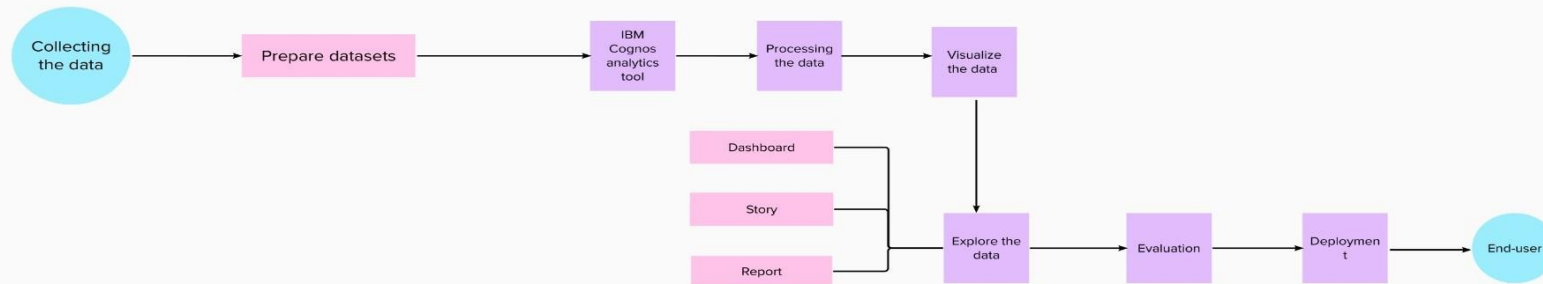 Collecting
the data
Prepare datasets
IBM
Cognos
analytics
tool
Processing
the data
Visualize
the data
Dashboard
Story
Report
Explore the
data
Evaluation
Deploymen
t
End-user